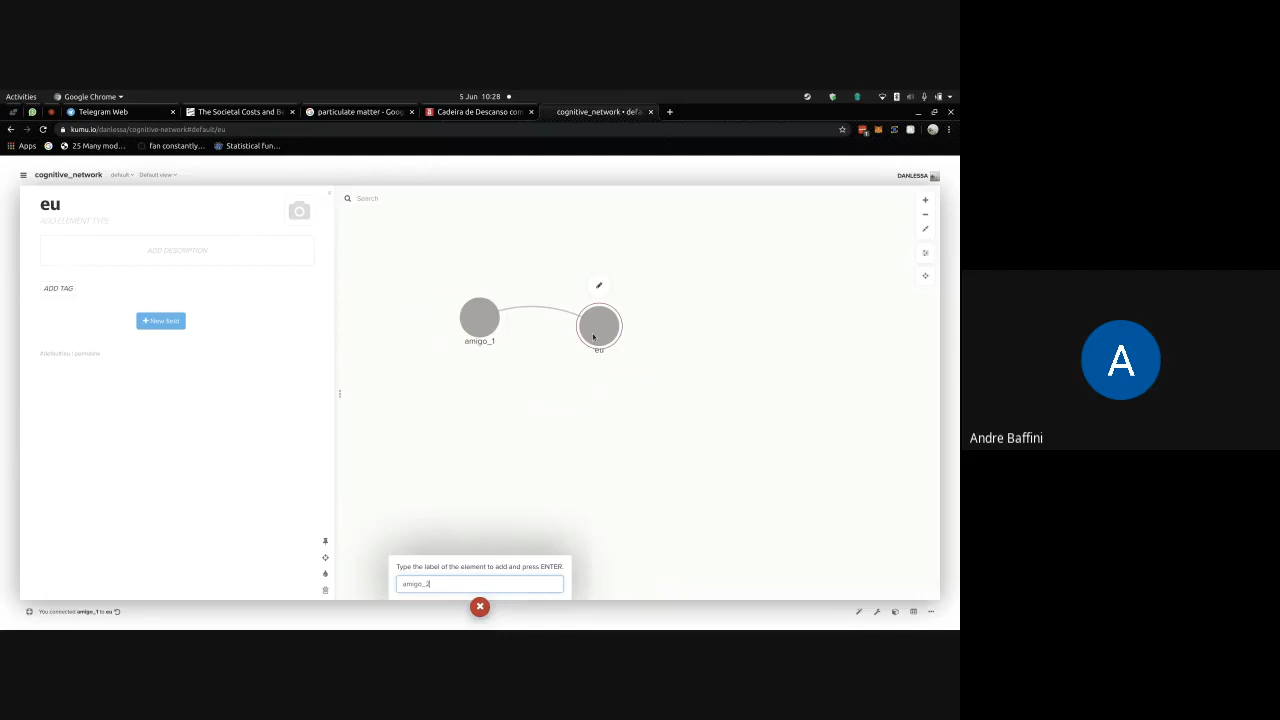 Activities
Google Chrome
5 Jun 10:28
Telegram Web
The Societal Costs and Be
particulate matter - Goog
Cadeira de Descanso com
cognitive_network • defa
kumu.io/danlessa/cognitive-network#default/eu
Apps
25 Many mod...
fan constantly...
Statistical fun...
cognitive_network
default
Default view
DANLESSA
eu
ADD ELEMENT TYPE
Search
ADD DESCRIPTION
ADD TAG
+ New field
#default/eu | permalink
amigo_1
eu
A
Andre Baffini
Type the label of the element to add and press ENTER.
amigo_2
You connected amigo_1 to eu